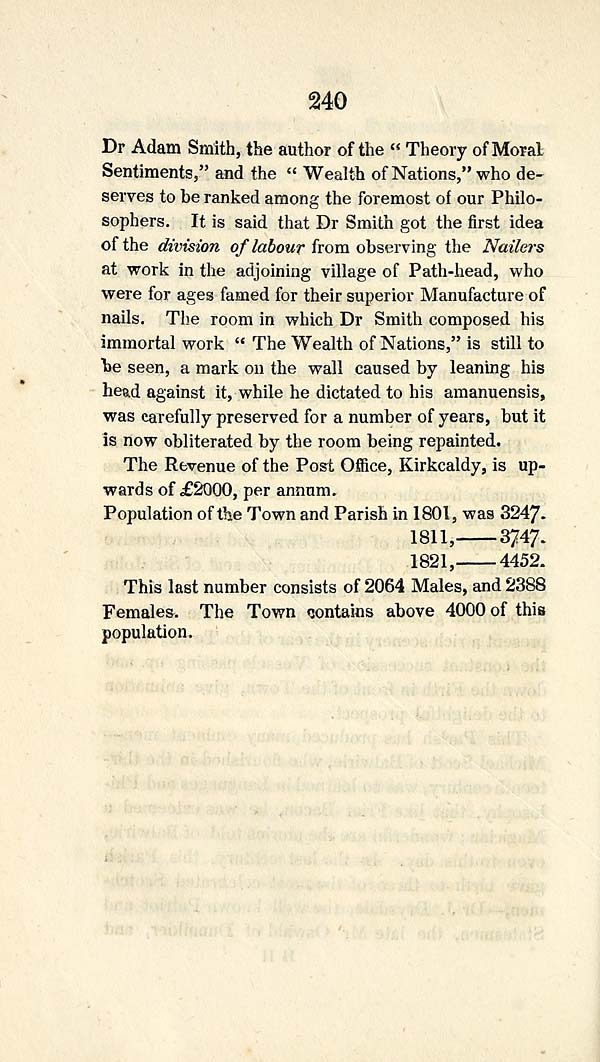 240
Dr Adam Smith, the author of the “ Theory of Moral
Sentiments,” and the “ Wealth of Nations,” who de-
serves to be ranked among the foremost of our Philo-
sophers. It is said that Dr Smith got the first idea
of the division of labour from observing the Nailers
at work in the adjoining village of Path-head, who
were for ages famed for their superior Manufacture of
nails. The room in which Dr Smith composed his
immortal work “ The Wealth of Nations,” is still to
be seen, a mark on the wall caused by leaning his
head against it, while he dictated to his amanuensis,
was carefully preserved for a number of years, but it
is now obliterated by the room being repainted.
The Revenue of the Post Office, Kirkcaldy, is up-
wards of £2000, per annum.
Population of the Town and Parish in 1801, was 3247.
1811,——3747.
1821,——4452.
This last number consists of 2064 Males, and 2388
Females. The Town contains above 4000 of this
population.